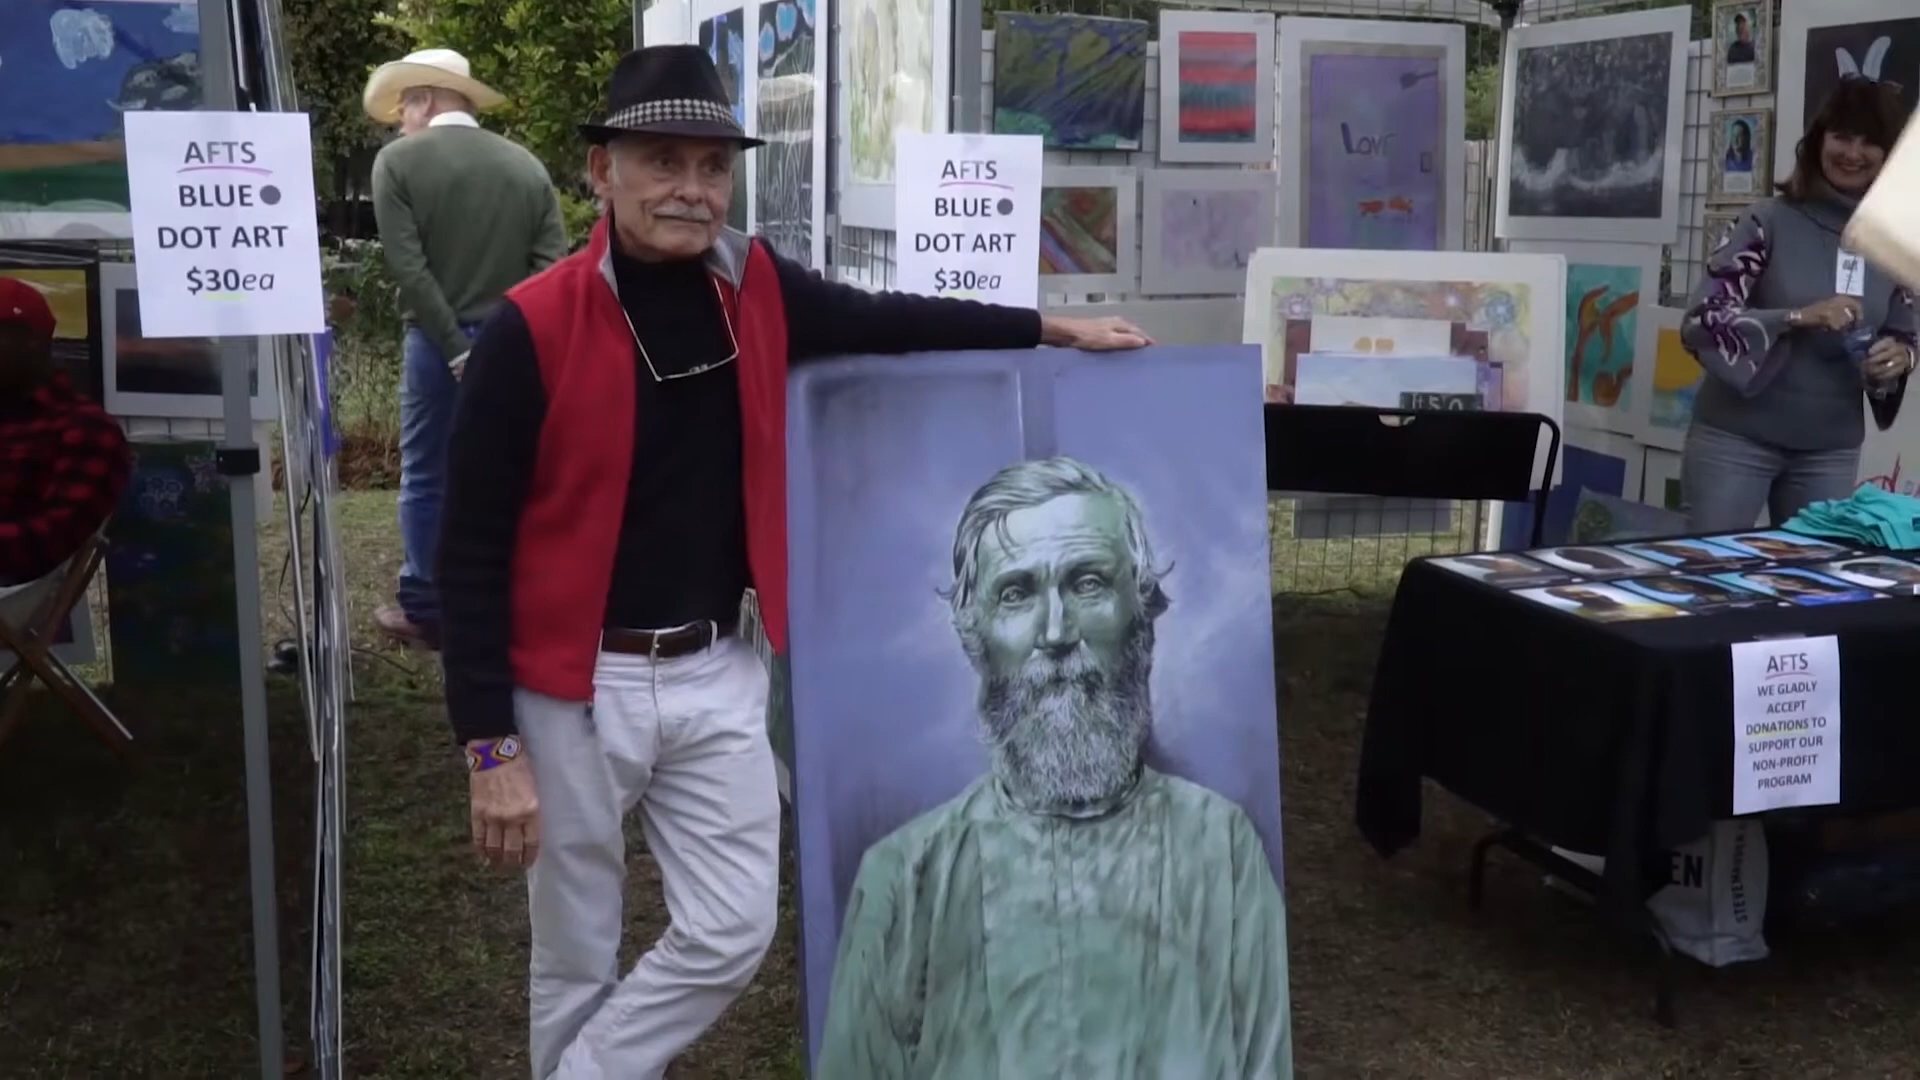 AFTS
BLUE
DOT ART
$30ea
AFTS
BLUE
DOT ART
$30ea
LOVE
AFTS
WE GLADLY
ACCEPT
DONATIONS TO
SUPPORT OUR
NON-PROFIT
PROGRAM